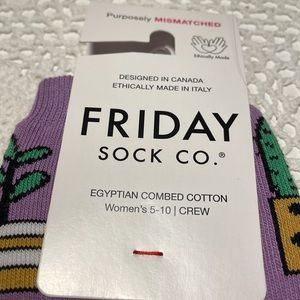 Purposely MISMATCHED
Ethically Made
DESIGNED IN CANADA
ETHICALLY MADE IN ITALY
FRIDAY
SOCK CO.®
EGYPTIAN COMBED COTTON
Women's 5-10 | CREW